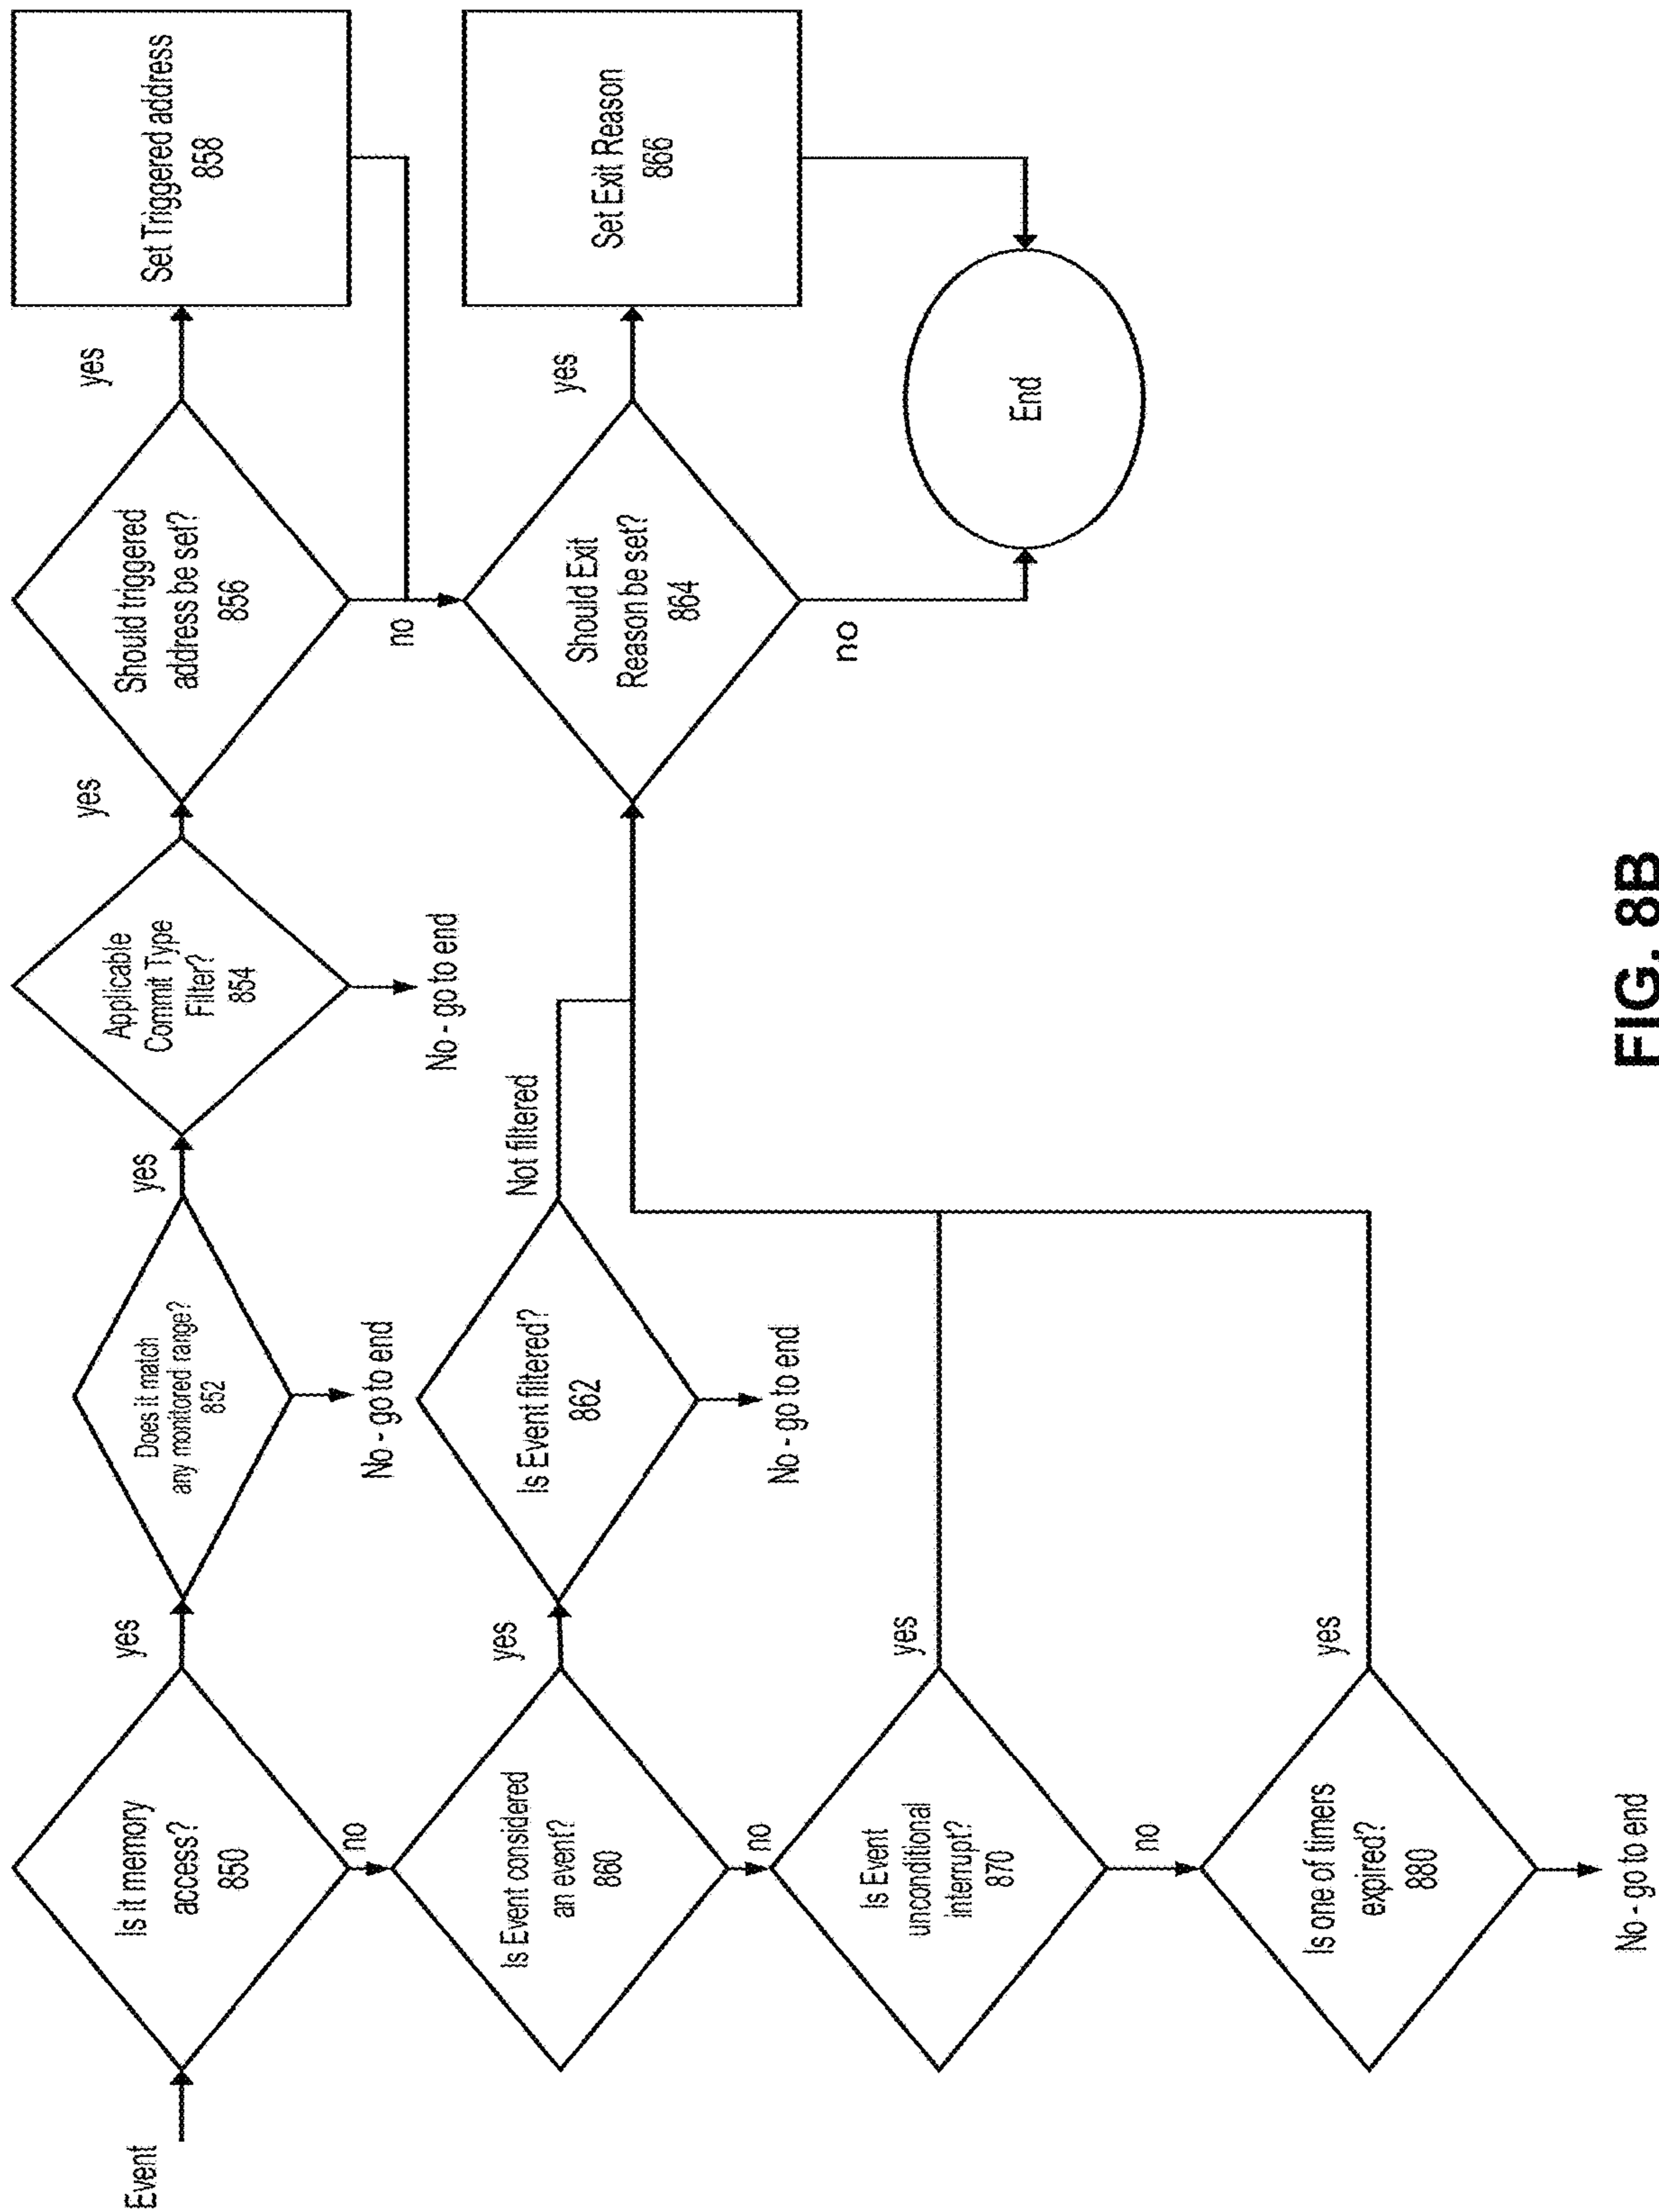 Event
Is it memory
access?
850
yes
Does it match
any monitored range?
852
yes
Applicable
Commit Type
Filter?
854
yes
Should triggered
address be set?
856
yes
Set Triggered address
858
no
No - go to end
No - go to end
no
Is Event considered
an event?
860
yes
Is Event filtered?
862
Not filtered
Should Exit
Reason be set?
864
yes
Set Exit Reason
866
no
No - go to end
no
End
Is Event
unconditional
interrupt?
870
yes
no
Is one of timers
expired?
880
yes
No - go to end
FIG. 8B